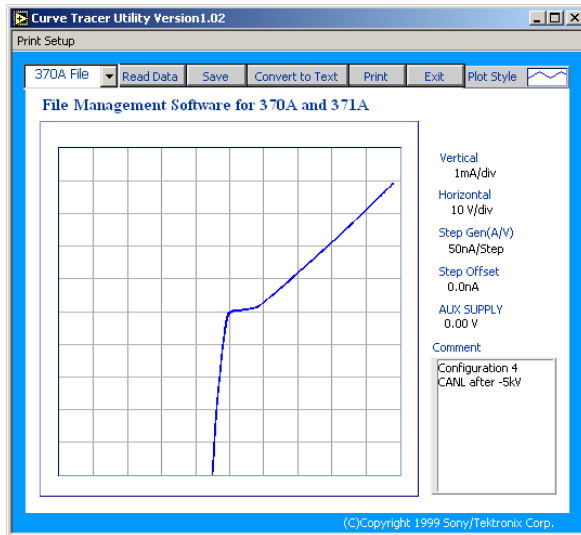 Curve Tracer Utility Version1.02
Print Setup
370A File Read Data Save Convert to Text Print Exit Plot Style
File Management Software for 370A and 371A
Vertical
1mA/div
Horizontal
10 V/div
Step Gen(A/V)
50nA/Step
Step Offset
0.0nA
AUX SUPPLY
0.00 V
Comment
Configuration 4
CANL after -5kV
(C)Copyright 1999 Sony/Tektronix Corp.